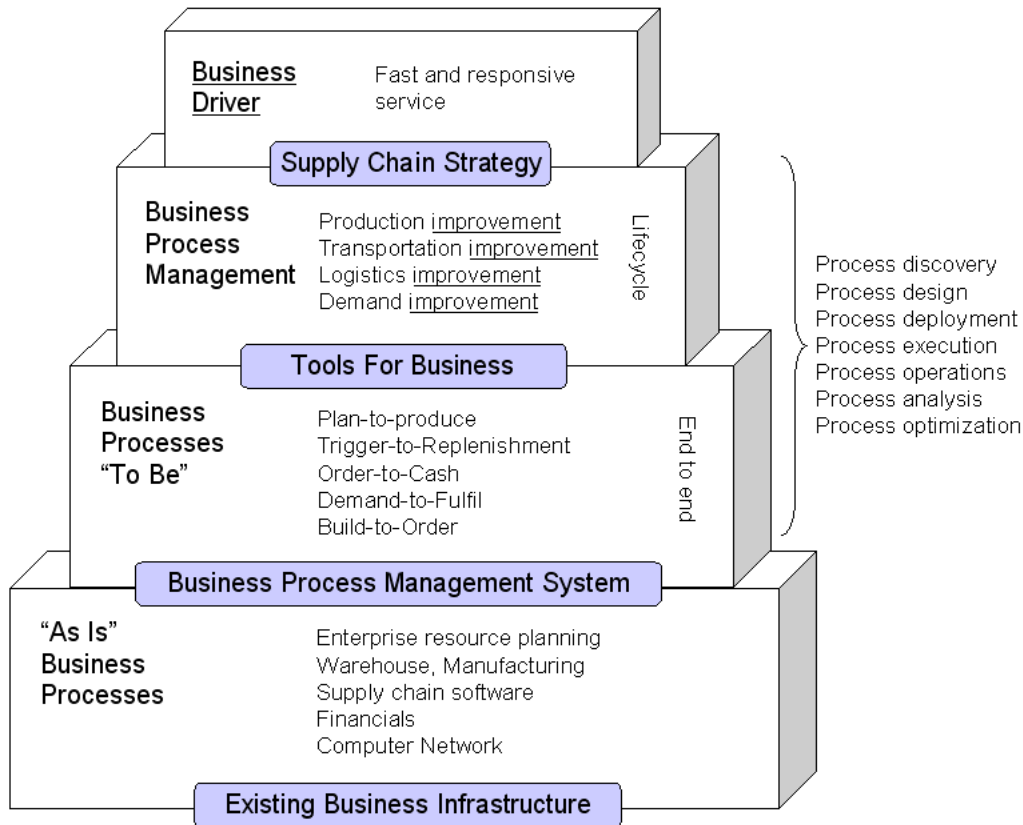 Business
Driver
Fast and responsive
service
Supply Chain Strategy
Business
Process
Management
Production improvement
Transportation improvement
Logistics improvement
Demand improvement
Lifecycle
Tools For Business
Business
Processes
“To Be”
Plan-to-produce
Trigger-to-Replenishment
Order-to-Cash
Demand-to-Fulfil
Build-to-Order
End to end
Business Process Management System
“As Is”
Business
Processes
Enterprise resource planning
Warehouse, Manufacturing
Supply chain software
Financials
Computer Network
Existing Business Infrastructure
Process discovery
Process design
Process deployment
Process execution
Process operations
Process analysis
Process optimization